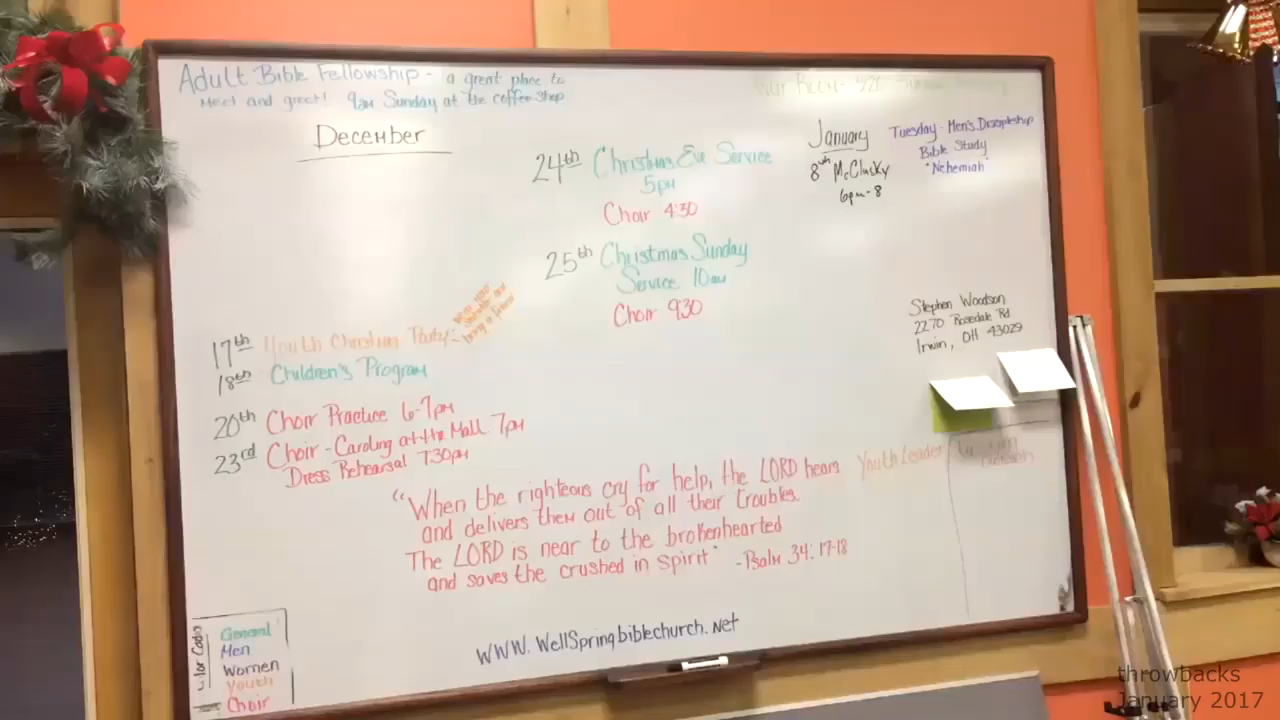 Adult Bible Fellowship - a great place to
Meet and greet! 9am Sunday at the coffee shop
December
24th Christmas Eve Service
5pm
Choir 4:30
25th Christmas Sunday
Service 10am
Choir 9:30
January
8th McClusky
6pm-8
Tuesday - Men's Discipleship
Bible Study
"Nehemiah"
17th Youth Christmas Party -
bring a friend
18th Children's Program
20th Choir Practice 6-7pm
23rd Choir - Caroling at the Mall 7pm
Dress Rehearsal 7:30pm
Stephen Woodson
2270 Rosedale Rd
Irwin, OH 43029
Youth Leader
"When the righteous cry for help, the LORD hears
and delivers them out of all their troubles.
The LORD is near to the brokenhearted
and saves the crushed in spirit" -Psalm 34:17-18
www.WellSpringbiblechurch.net
General
Men
Women
Youth
Choir
throwbacks
January 2017